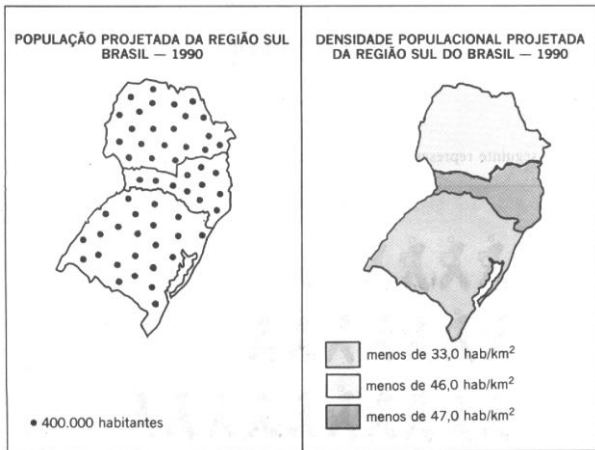 POPULAÇÃO PROJETADA DA REGIÃO SUL
BRASIL — 1990
• 400.000 habitantes
DENSIDADE POPULACIONAL PROJETADA
DA REGIÃO SUL DO BRASIL — 1990
menos de 33,0 hab/km²
menos de 46,0 hab/km²
menos de 47,0 hab/km²